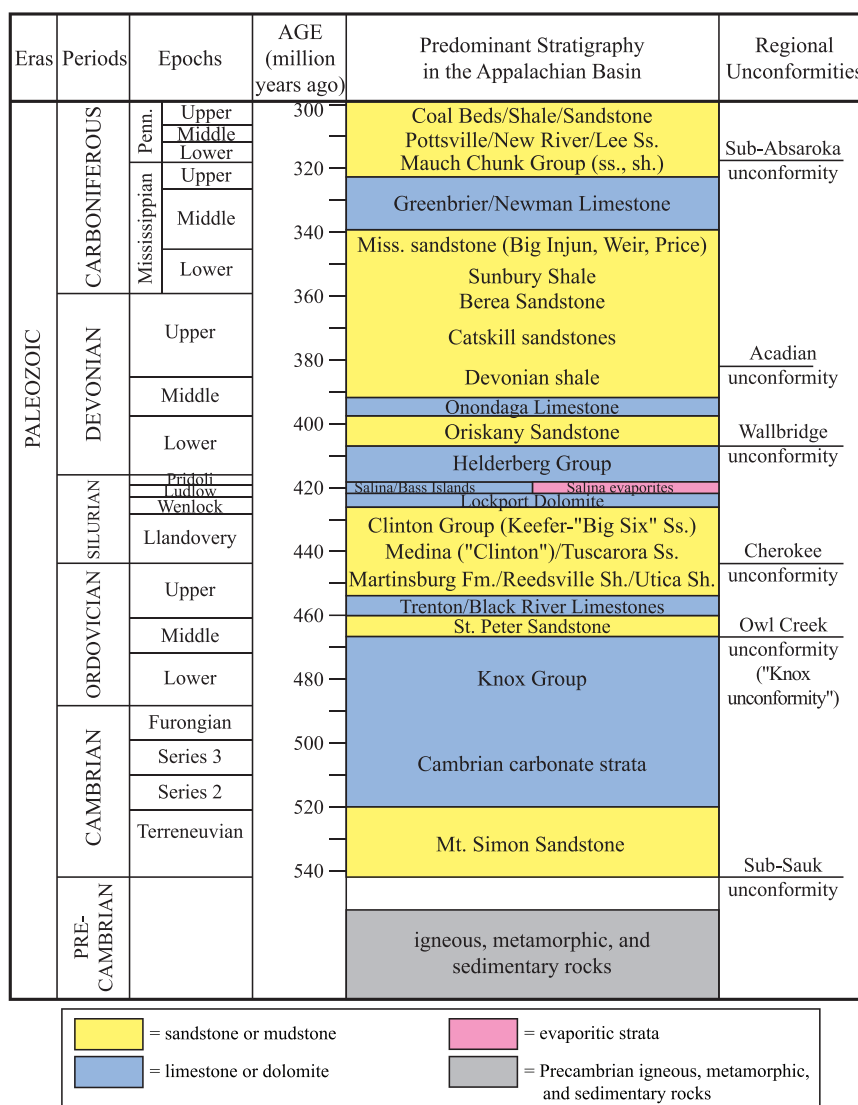 Eras
Periods
Epochs
AGE
(million
years ago)
Predominant Stratigraphy
in the Appalachian Basin
Regional
Unconformities
PALEOZOIC
CARBONIFEROUS
DEVONIAN
SILURIAN
ORDOVICIAN
CAMBRIAN
PRE-
CAMBRIAN
Penn.
Mississippian
Upper
Middle
Lower
Upper
Middle
Lower
Upper
Middle
Lower
Pridoli
Ludlow
Wenlock
Llandovery
Upper
Middle
Lower
Furongian
Series 3
Series 2
Terreneuvian
300
320
340
360
380
400
420
440
460
480
500
520
540
Coal Beds/Shale/Sandstone
Pottsville/New River/Lee Ss.
Mauch Chunk Group (ss., sh.)
Greenbrier/Newman Limestone
Miss. sandstone (Big Injun, Weir, Price)
Sunbury Shale
Berea Sandstone
Catskill sandstones
Devonian shale
Onondaga Limestone
Oriskany Sandstone
Helderberg Group
Salina/Bass Islands
Salina evaporites
Lockport Dolomite
Clinton Group (Keefer-"Big Six" Ss.)
Medina ("Clinton")/Tuscarora Ss.
Martinsburg Fm./Reedsville Sh./Utica Sh.
Trenton/Black River Limestones
St. Peter Sandstone
Knox Group
Cambrian carbonate strata
Mt. Simon Sandstone
igneous, metamorphic, and
sedimentary rocks
Sub-Absaroka
unconformity
Acadian
unconformity
Wallbridge
unconformity
Cherokee
unconformity
Owl Creek
unconformity
("Knox
unconformity")
Sub-Sauk
unconformity
= sandstone or mudstone
= limestone or dolomite
= evaporitic strata
= Precambrian igneous, metamorphic,
and sedimentary rocks